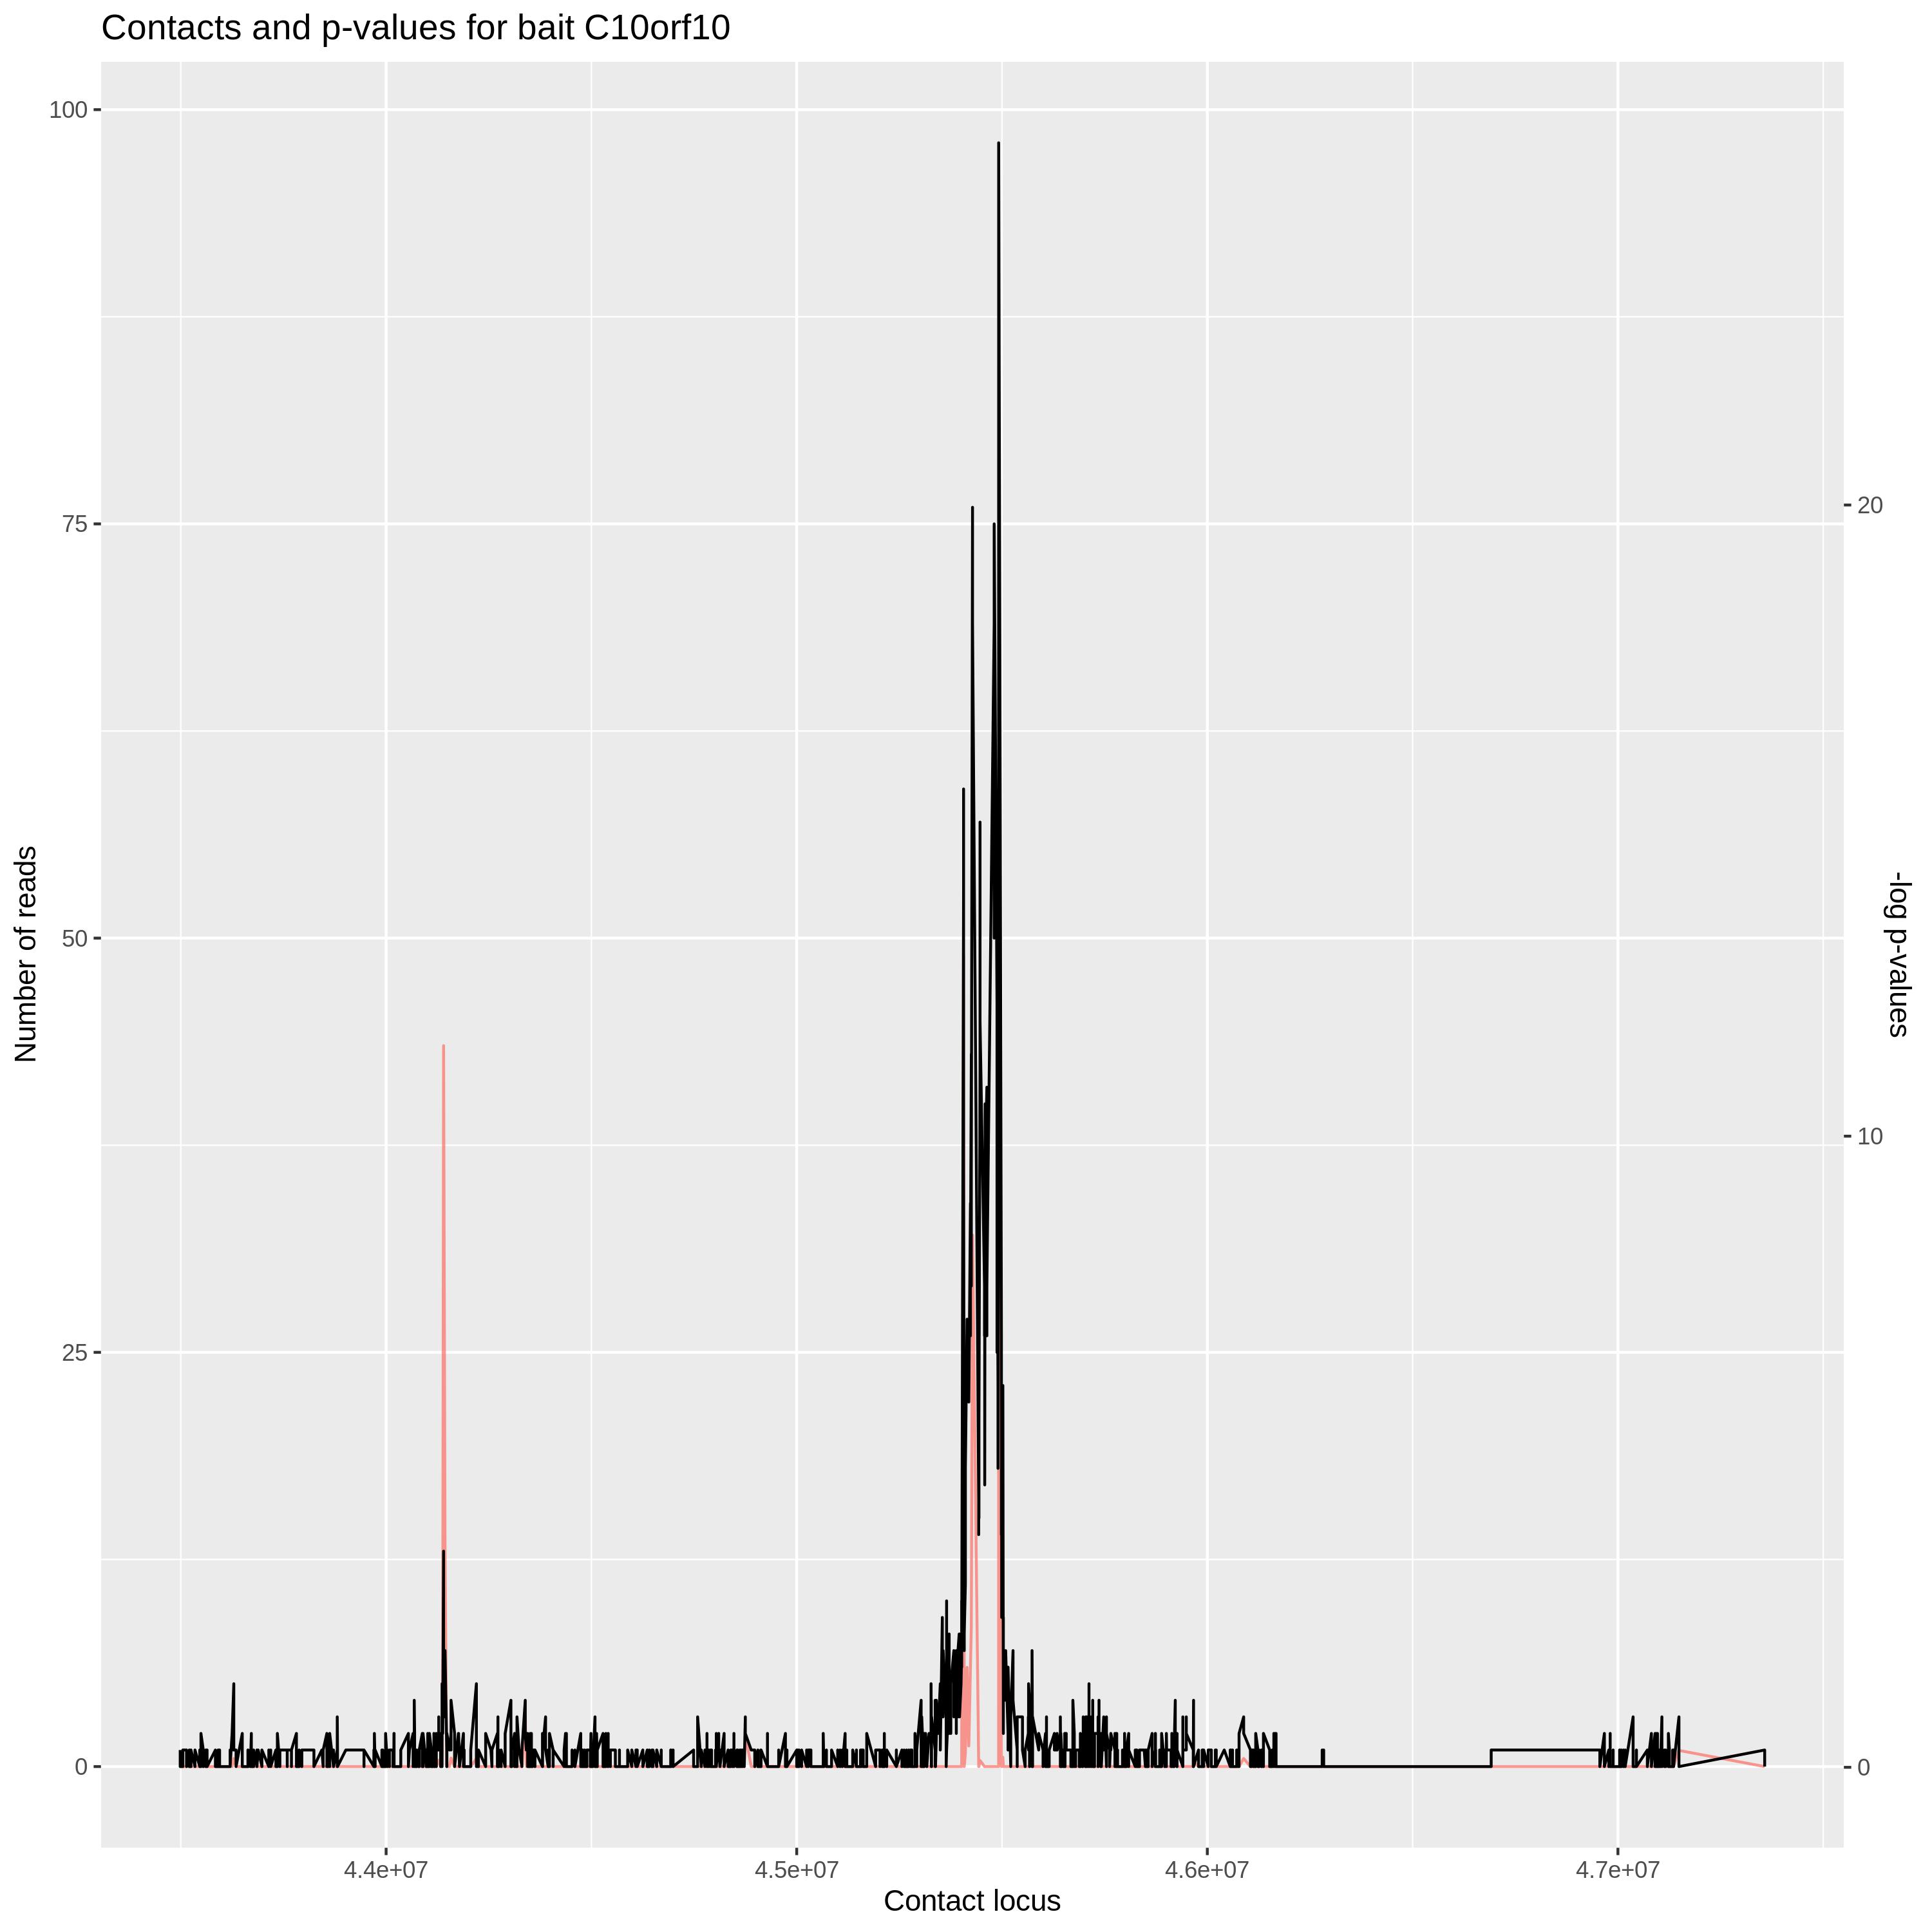 Contacts and p-values for bait C10orf10
100
75
50
25
0
Number of reads
20
10
0
-log p-values
4.4e+07
4.5e+07
4.6e+07
4.7e+07
Contact locus